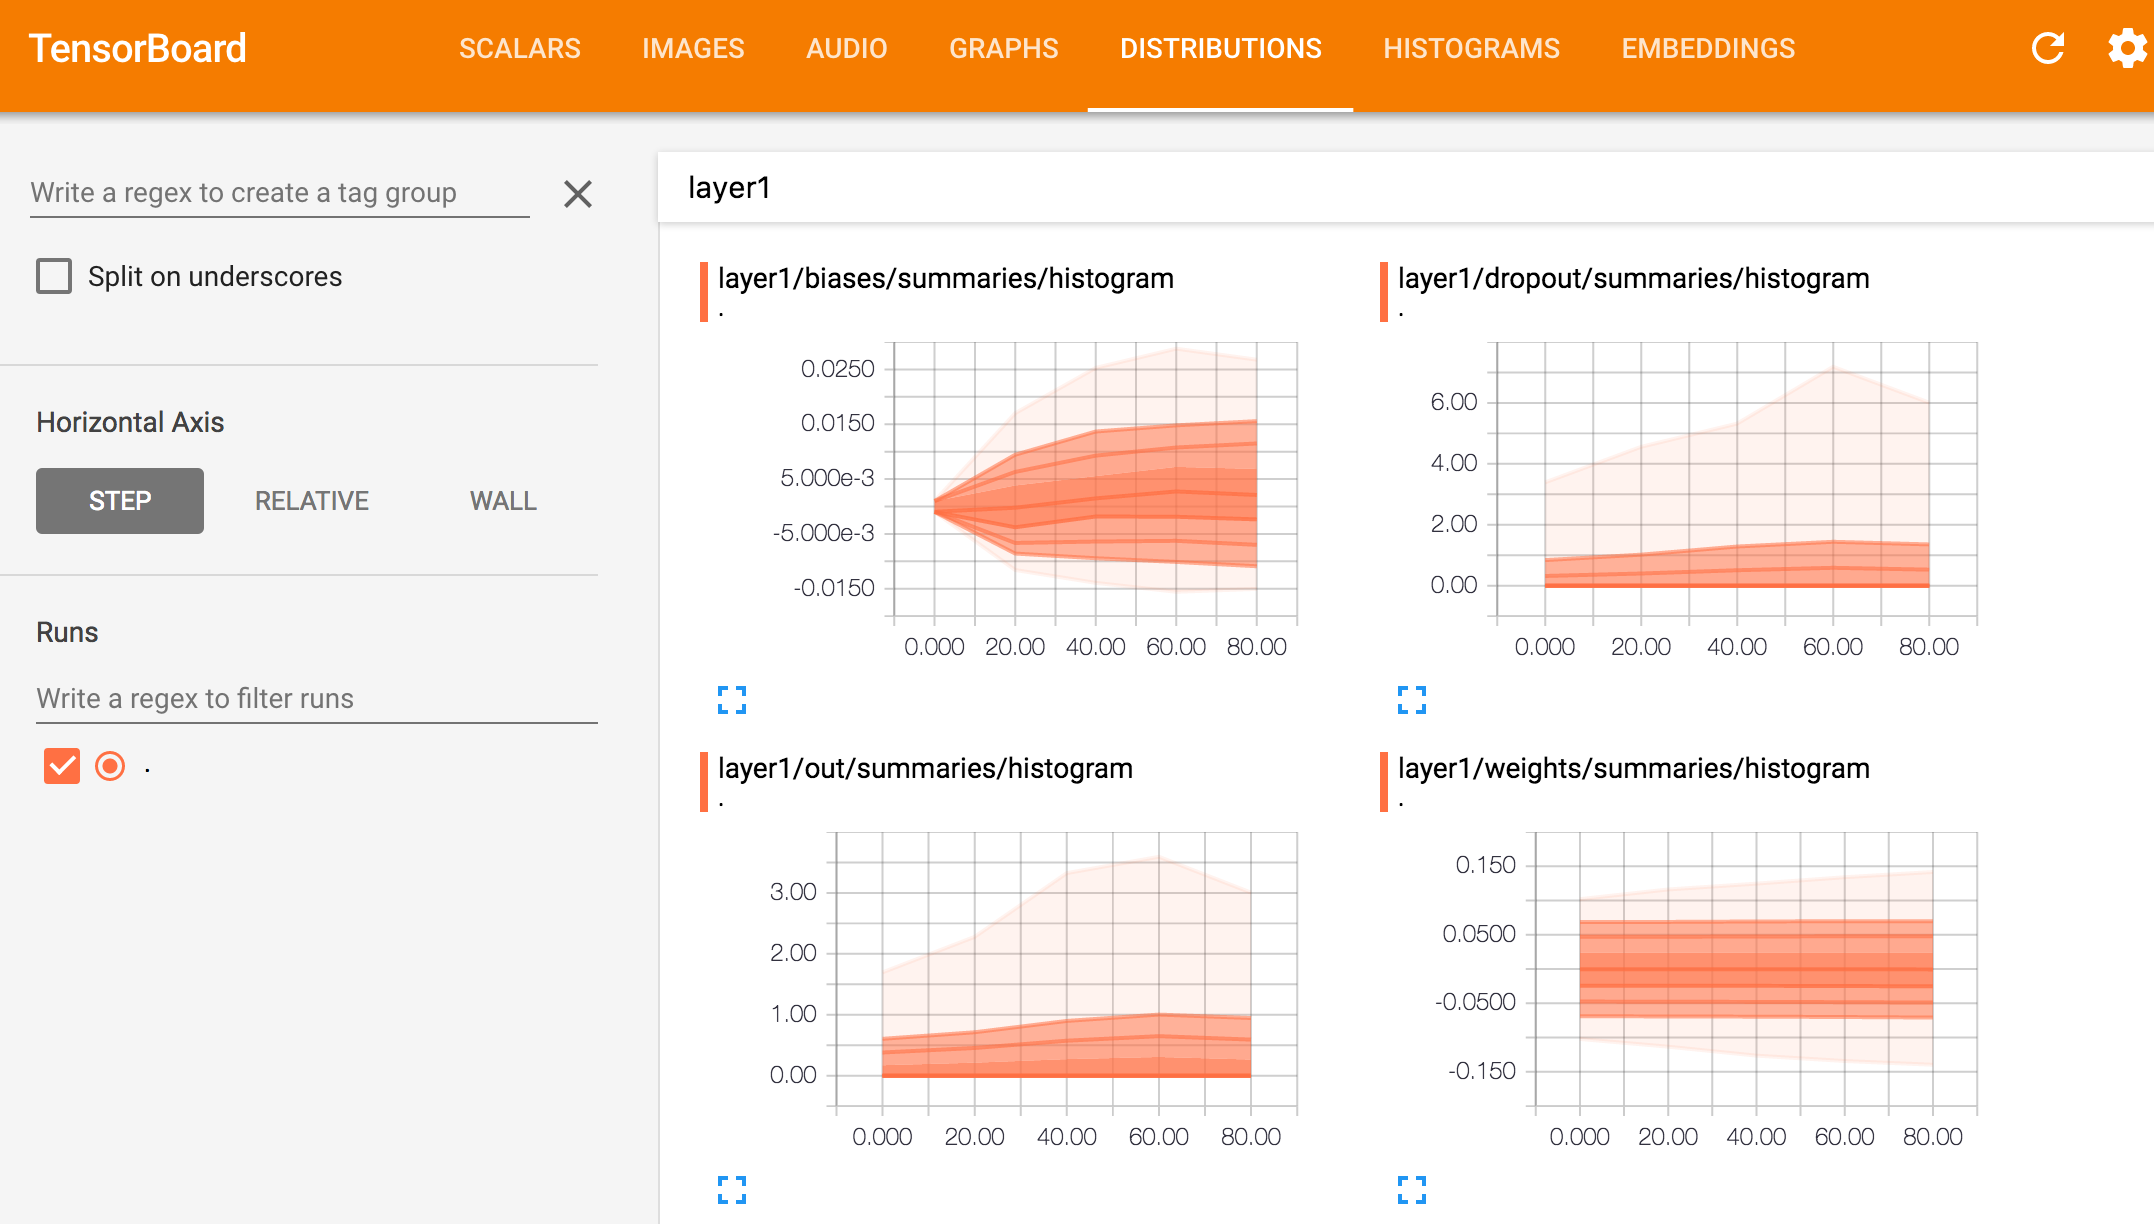 TensorBoard SCALARS IMAGES AUDIO GRAPHS DISTRIBUTIONS HISTOGRAMS EMBEDDINGS
Write a regex to create a tag group
Split on underscores
Horizontal Axis
STEP RELATIVE WALL
Runs
Write a regex to filter runs
.
layer1
layer1/biases/summaries/histogram
.
0.0250
0.0150
5.000e-3
-5.000e-3
-0.0150
0.000 20.00 40.00 60.00 80.00
layer1/dropout/summaries/histogram
.
6.00
4.00
2.00
0.00
0.000 20.00 40.00 60.00 80.00
layer1/out/summaries/histogram
.
3.00
2.00
1.00
0.00
0.000 20.00 40.00 60.00 80.00
layer1/weights/summaries/histogram
.
0.150
0.0500
-0.0500
-0.150
0.000 20.00 40.00 60.00 80.00